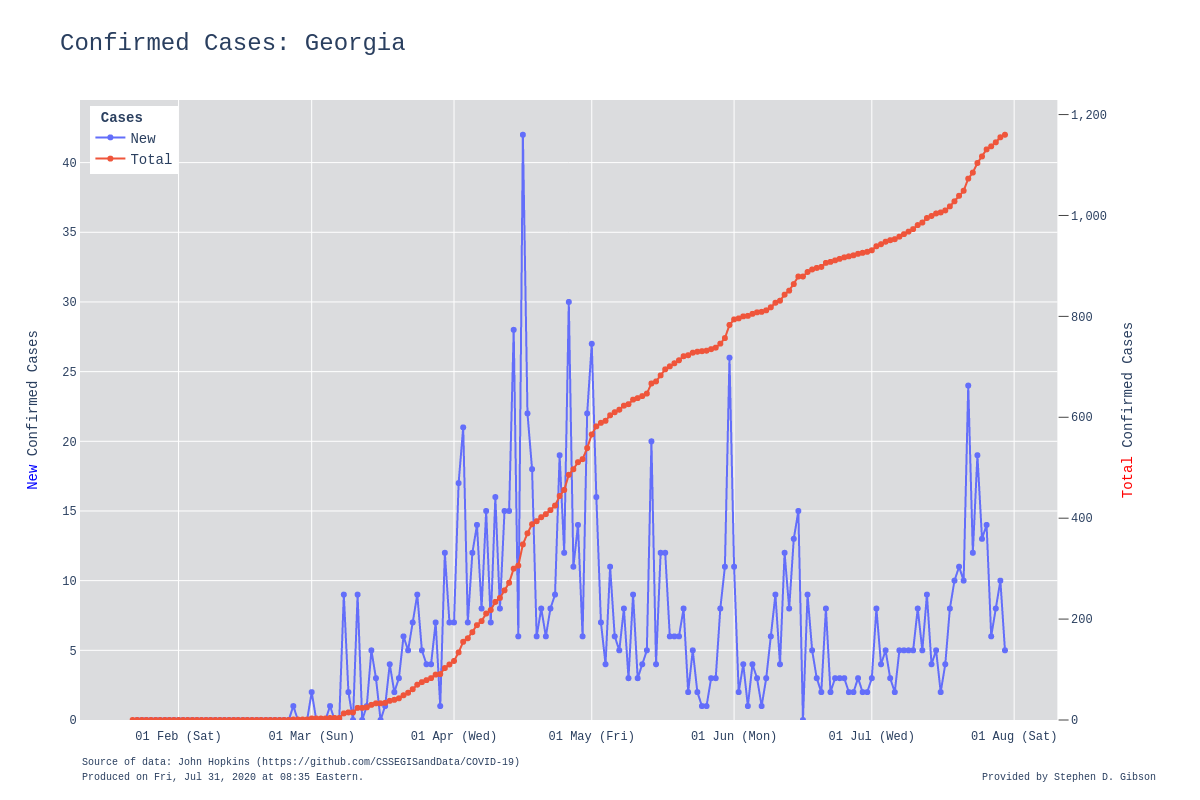 Confirmed Cases: Georgia
Cases
New
Total
40
35
30
25
20
15
10
5
0
1,200
1,000
800
600
400
200
0
New Confirmed Cases
Total Confirmed Cases
01 Feb (Sat)
01 Mar (Sun)
01 Apr (Wed)
01 May (Fri)
01 Jun (Mon)
01 Jul (Wed)
01 Aug (Sat)
Source of data: John Hopkins (https://github.com/CSSEGISandData/COVID-19)
Produced on Fri, Jul 31, 2020 at 08:35 Eastern.
Provided by Stephen D. Gibson